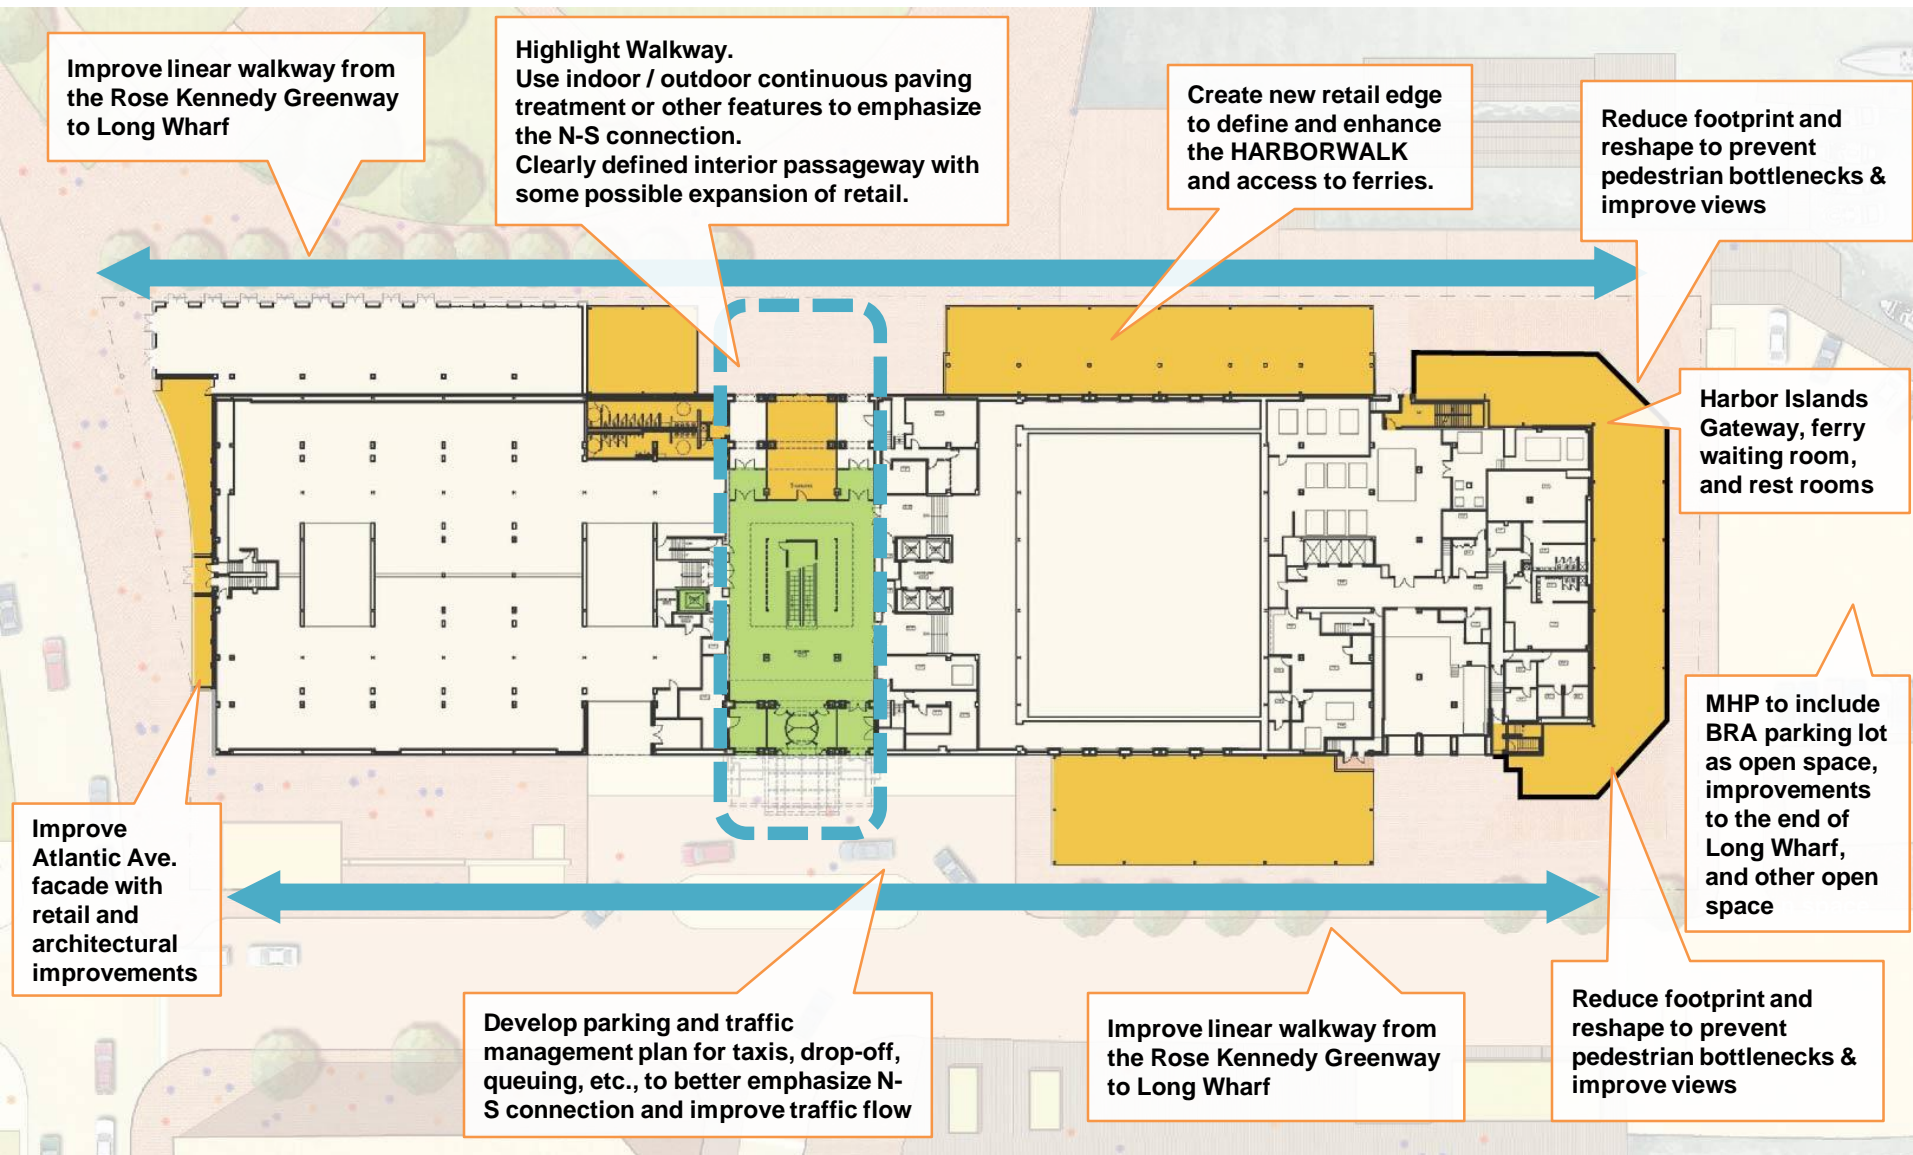 Improve linear walkway from
the Rose Kennedy Greenway
to Long Wharf
Highlight Walkway.
Use indoor / outdoor continuous paving
treatment or other features to emphasize
the N-S connection.
Clearly defined interior passageway with
some possible expansion of retail.
Create new retail edge
to define and enhance
the HARBORWALK
and access to ferries.
Reduce footprint and
reshape to prevent
pedestrian bottlenecks &
improve views
Harbor Islands
Gateway, ferry
waiting room,
and rest rooms
MHP to include
BRA parking lot
as open space,
improvements
to the end of
Long Wharf,
and other open
space
Improve
Atlantic Ave.
facade with
retail and
architectural
improvements
Develop parking and traffic
management plan for taxis, drop-off,
queuing, etc., to better emphasize N-
S connection and improve traffic flow
Improve linear walkway from
the Rose Kennedy Greenway
to Long Wharf
Reduce footprint and
reshape to prevent
pedestrian bottlenecks &
improve views